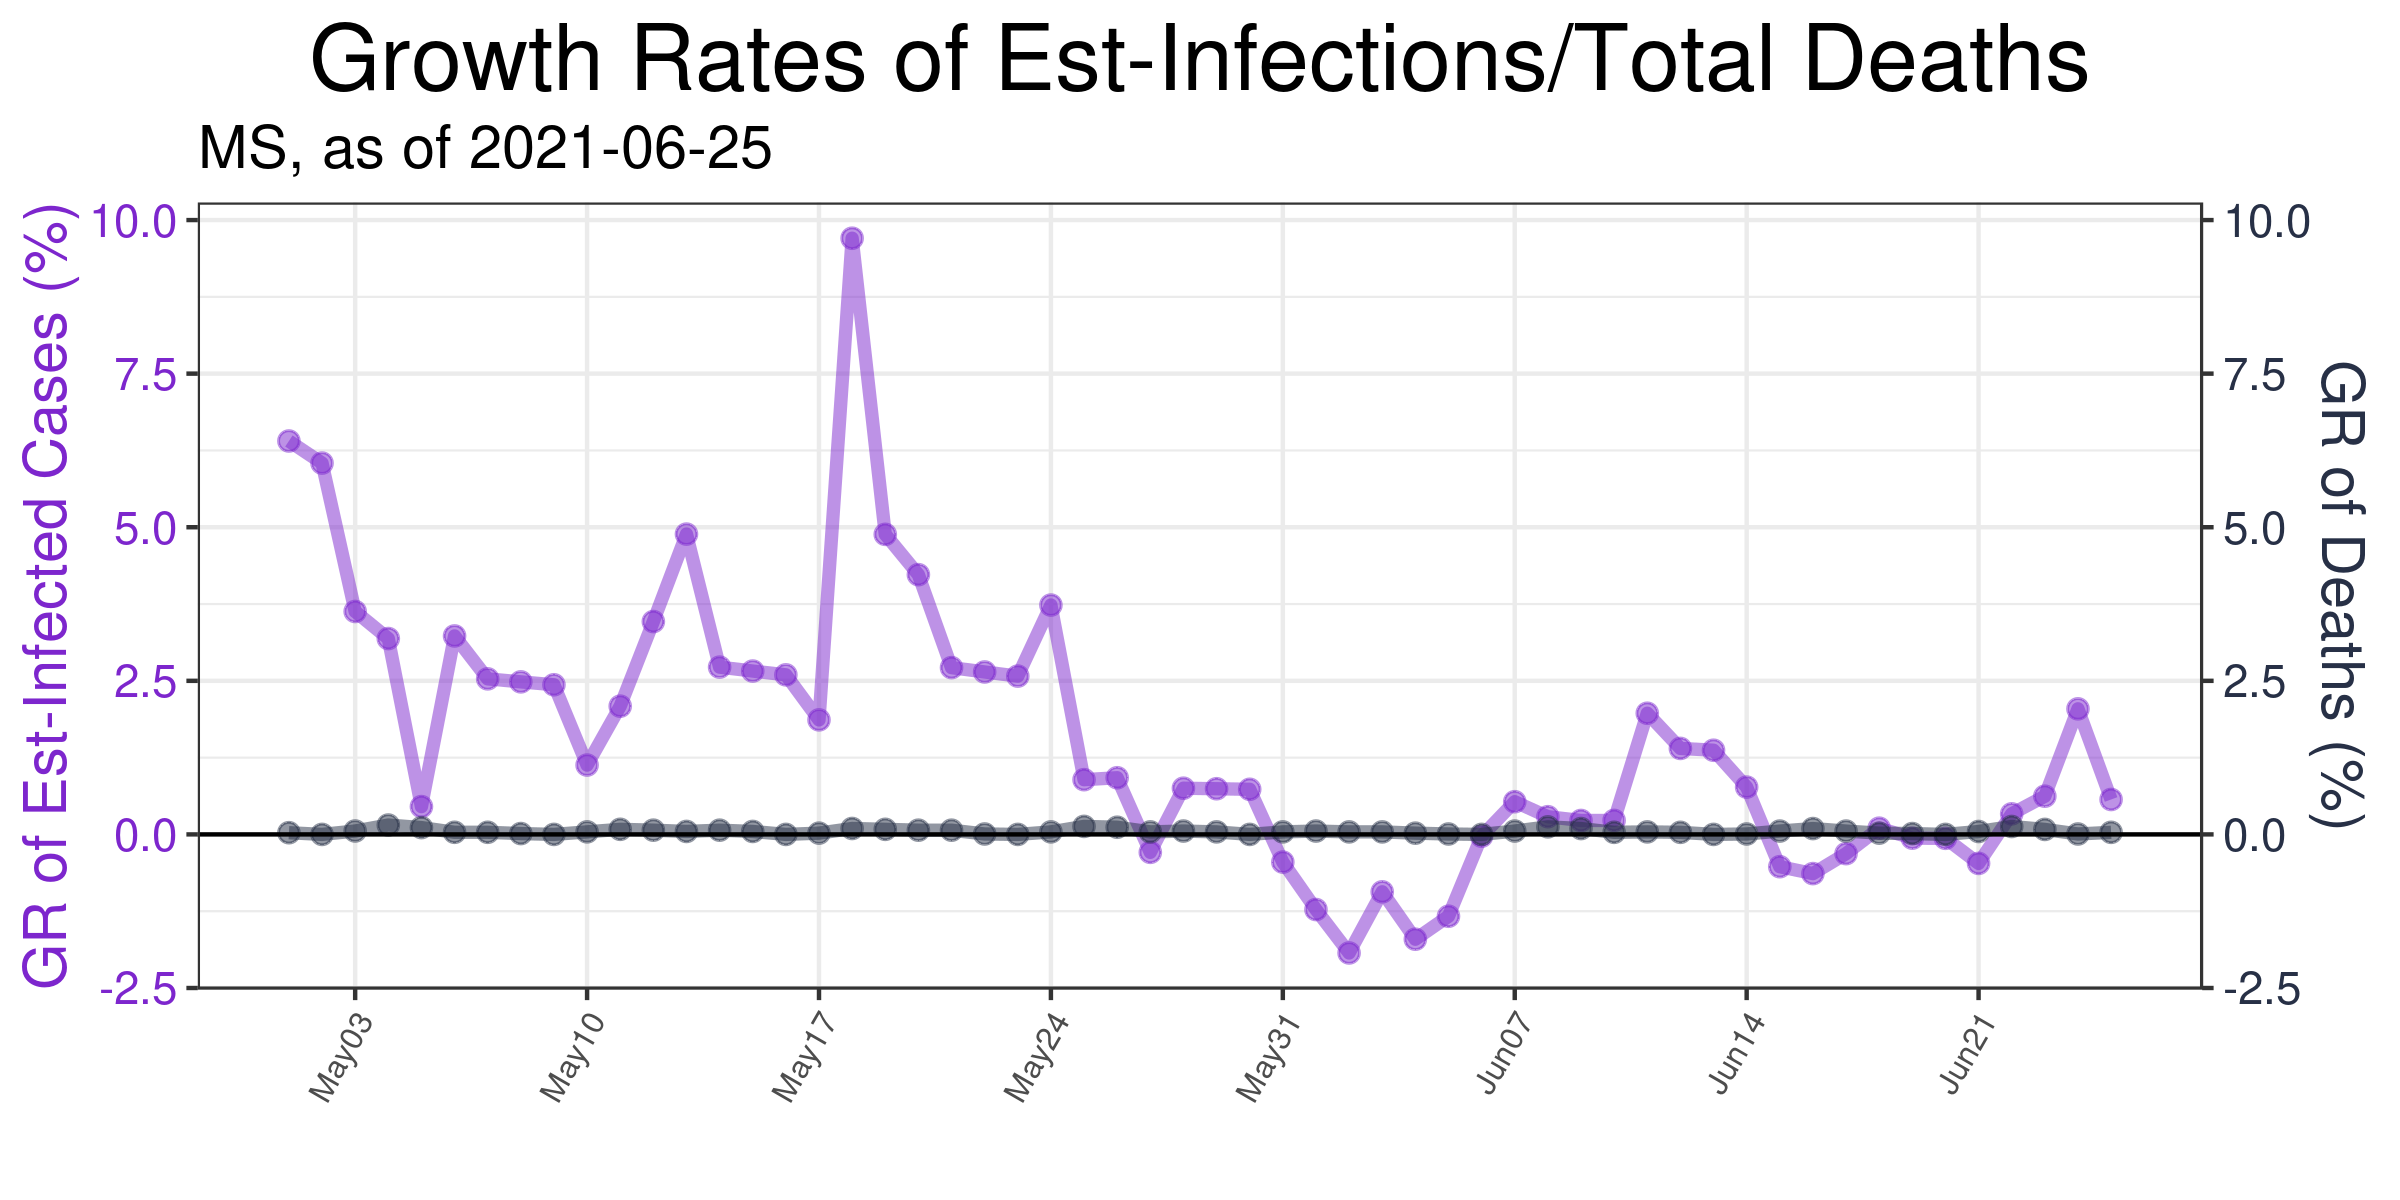 Growth Rates of Est-Infections/Total Deaths
MS, as of 2021-06-25
GR of Est-Infected Cases (%)
10.0
7.5
5.0
2.5
0.0
-2.5
10.0
7.5
5.0
2.5
0.0
-2.5
GR of Deaths (%)
May03
May10
May17
May24
May31
Jun07
Jun14
Jun21